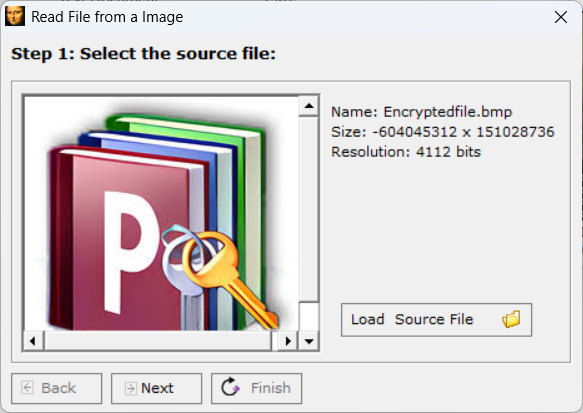 Read File from a Image
Step 1: Select the source file:
Name: Encryptedfile.bmp
Size: -604045312 x 151028736
Resolution: 4112 bits
P
Load Source File
Back
Next
Finish